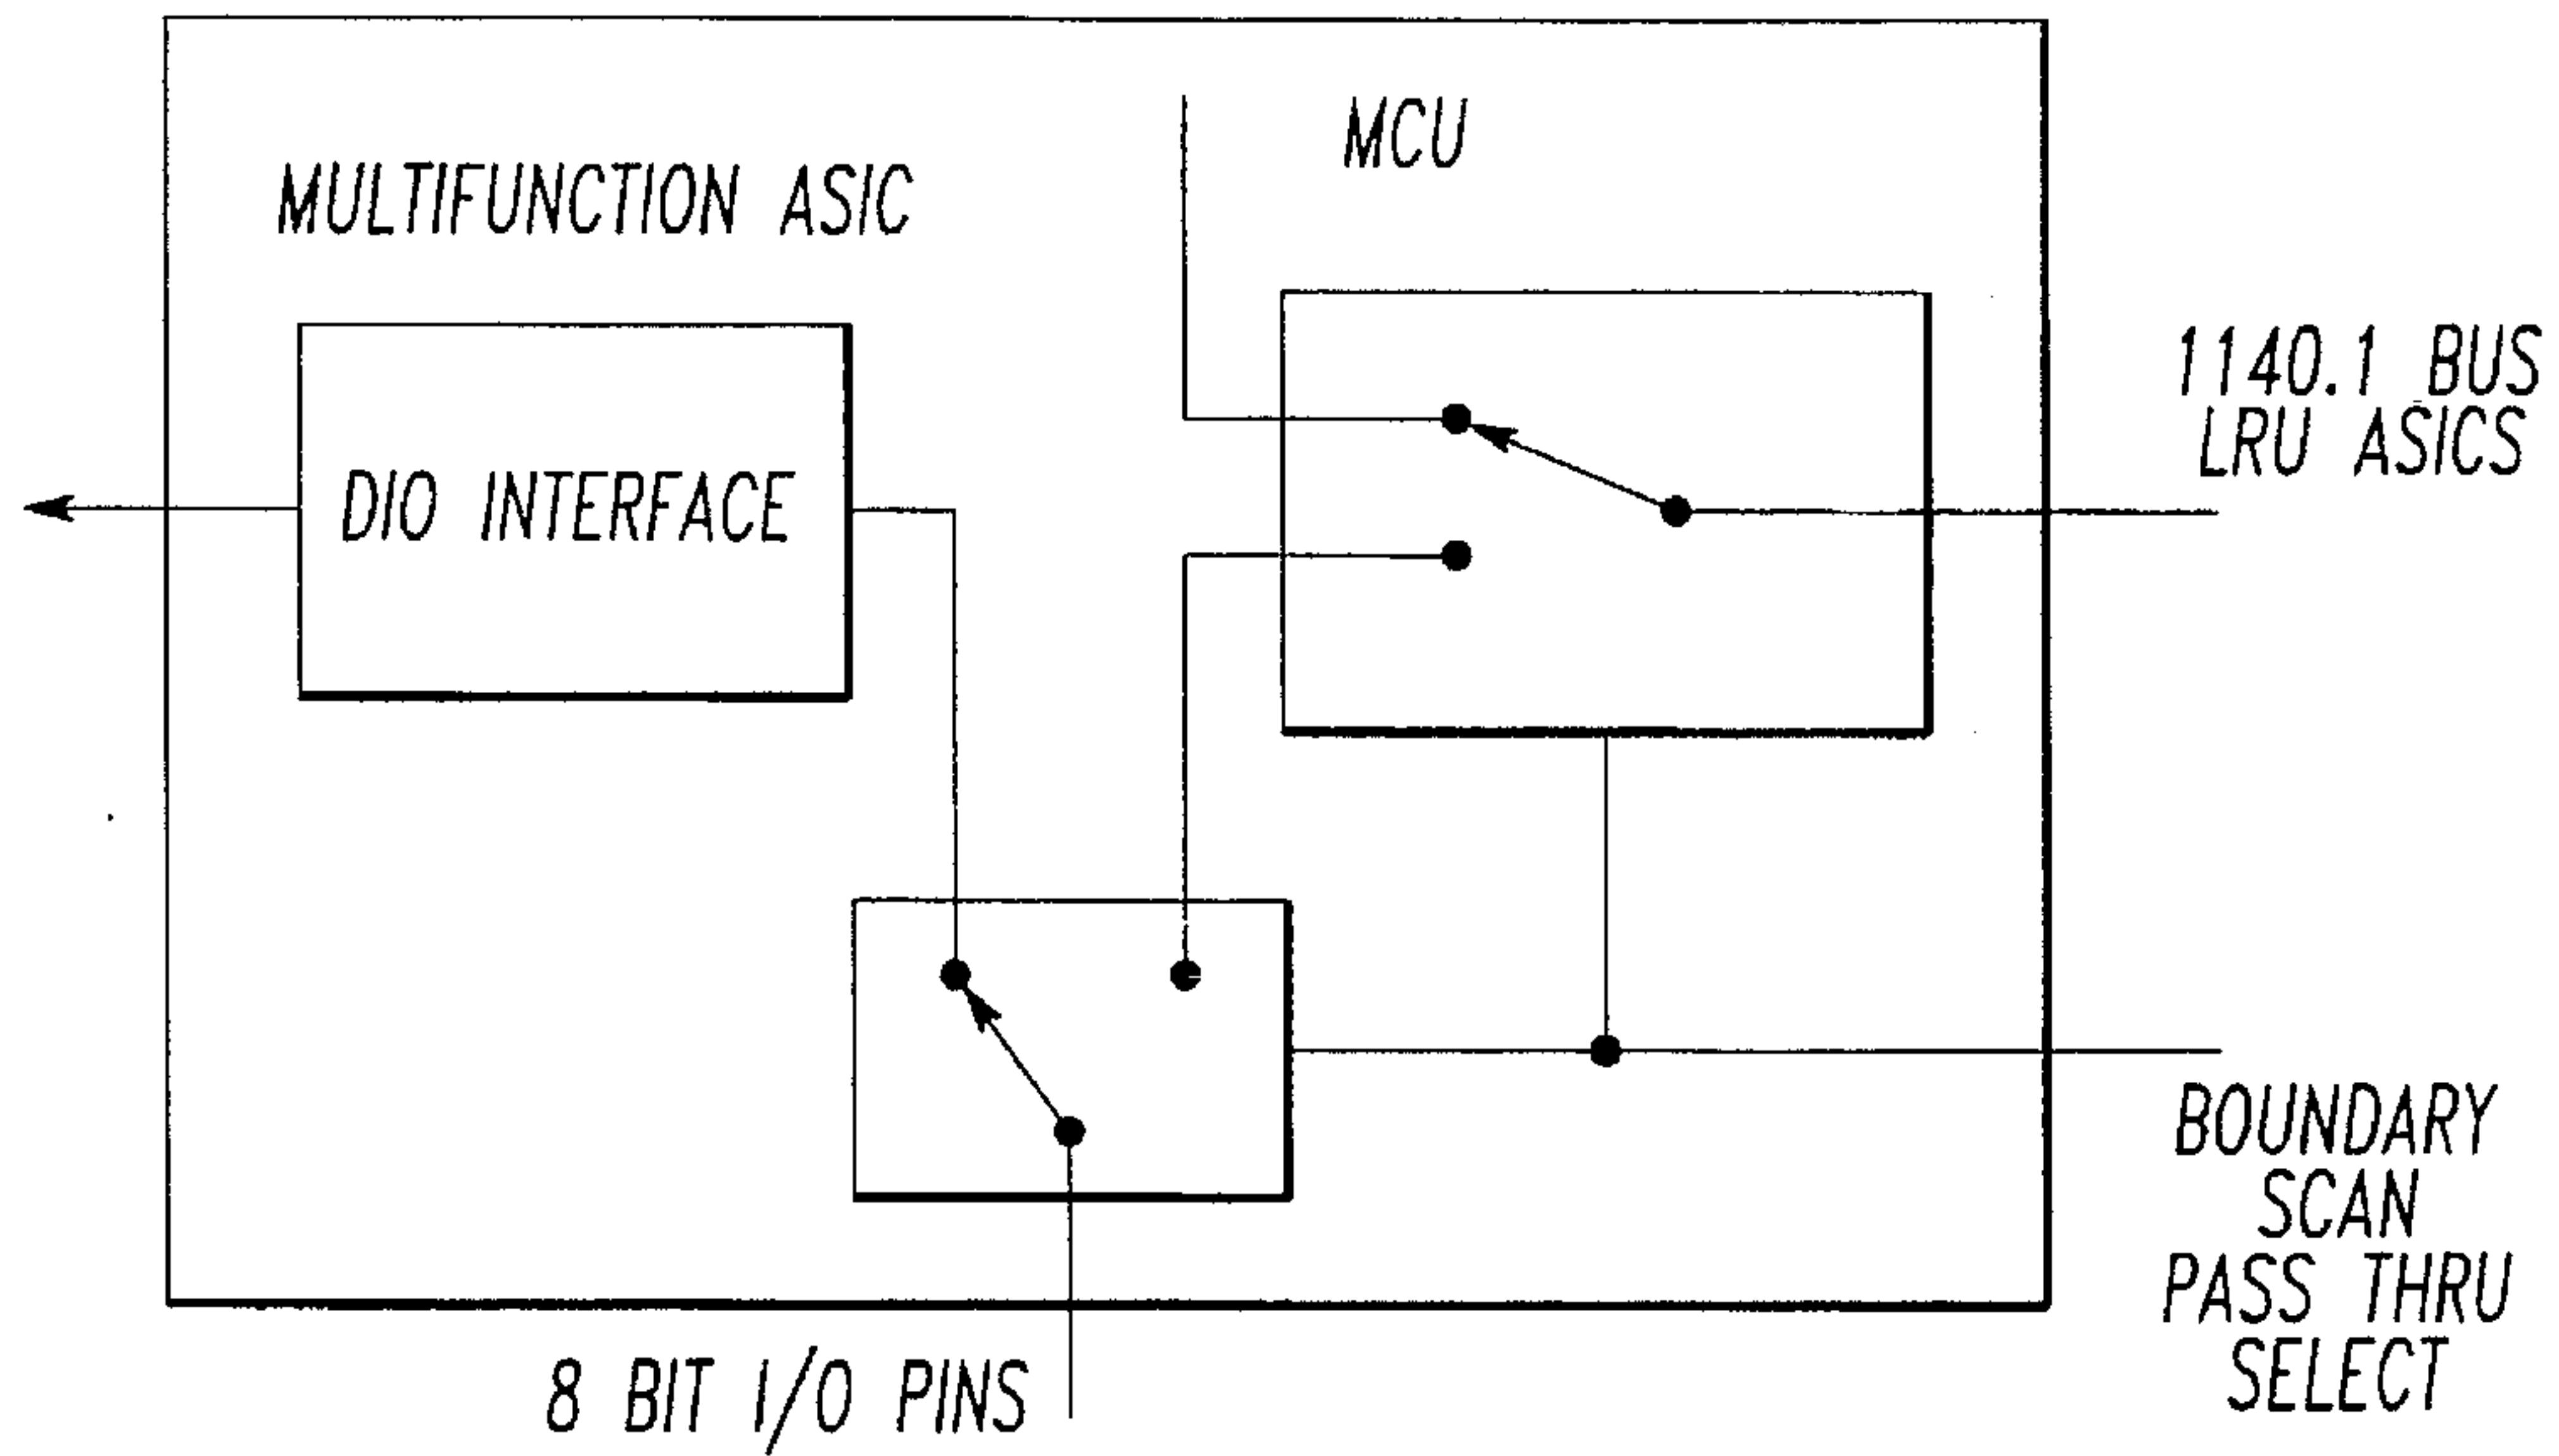 MCU
MULTIFUNCTION ASIC
DIO INTERFACE
1140.1 BUS
LRU ASICS
BOUNDARY
SCAN
PASS THRU
SELECT
8 BIT I/O PINS